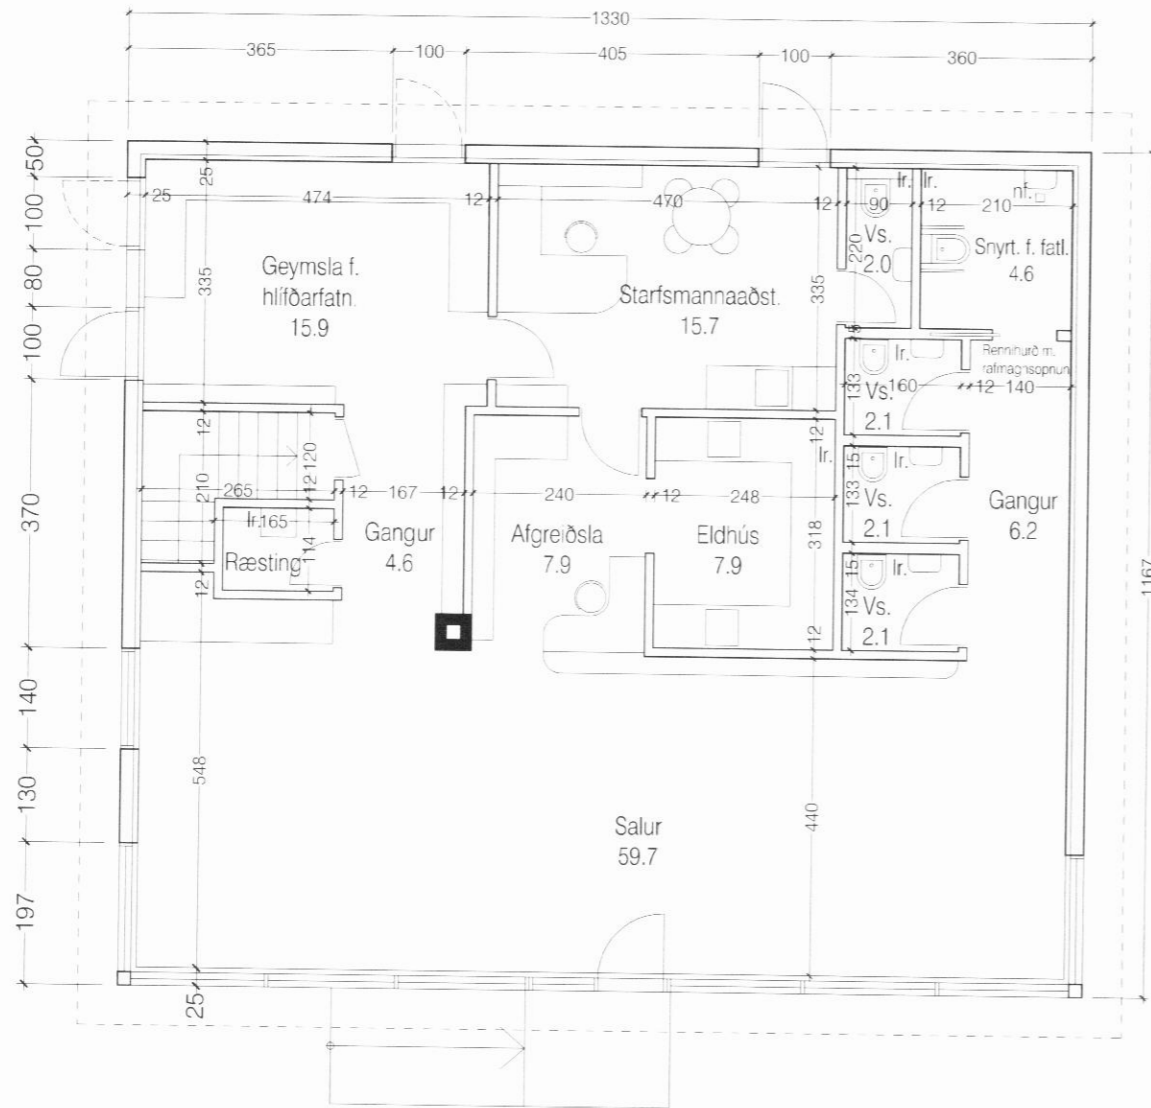 1330
365 100 405 100 360
50
25
25 474 12 470 12 90 12 210
Ir. Ir. nf.
100
Vs.
2.0
220
Snyrt. f. fatl.
4.6
80
335
Geymsla f.
hlífðarfatn.
15.9
Starfsmannaaðst.
15.7
335
100
Rennihurð m.
rafmagnsopnun
Ir.
133
160 12 140
Vs.
2.1
12
12
120
210
12
265 12 167 12 240 12 248
Ir.
15
Ir.
133
Vs.
2.1
370
Ir. 165
114
Ræsting
12
Gangur
4.6
Afgreiðsla
7.9
Eldhús
7.9
318
Gangur
6.2
15
Ir.
134
Vs.
2.1
12
1167
140
548
130
440
Salur
59.7
197
25